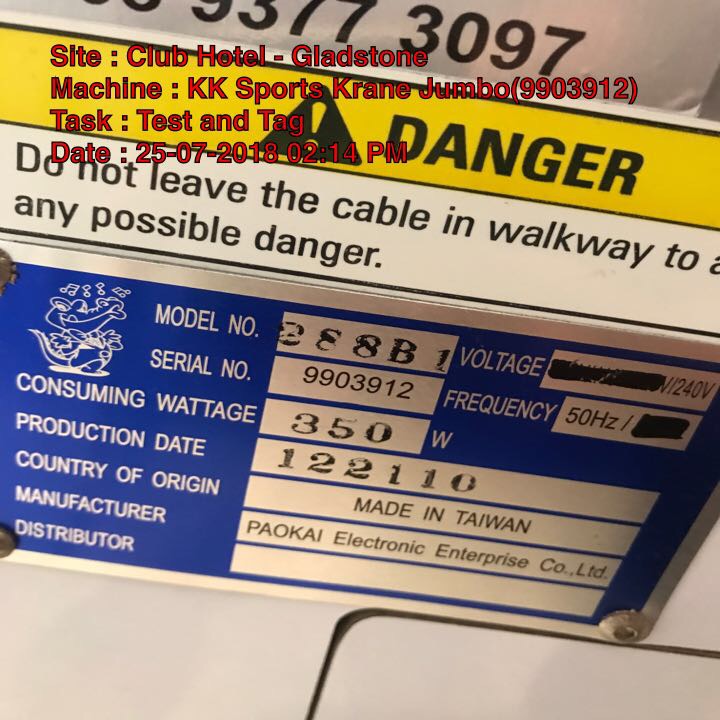 3 9377 3097
Site : Club Hotel - Gladstone
Machine : KK Sports Krane Jumbo(9903912)
Task : Test and Tag
Date : 25-07-2018 02:14 PM
DANGER
Do not leave the cable in walkway to a
any possible danger.
MODEL NO. 288B1
SERIAL NO. 9903912
CONSUMING WATTAGE 350 W
PRODUCTION DATE 122110
COUNTRY OF ORIGIN MADE IN TAIWAN
MANUFACTURER PAOKAI Electronic Enterprise Co.,Ltd.
DISTRIBUTOR
VOLTAGE V/240V
FREQUENCY 50Hz /